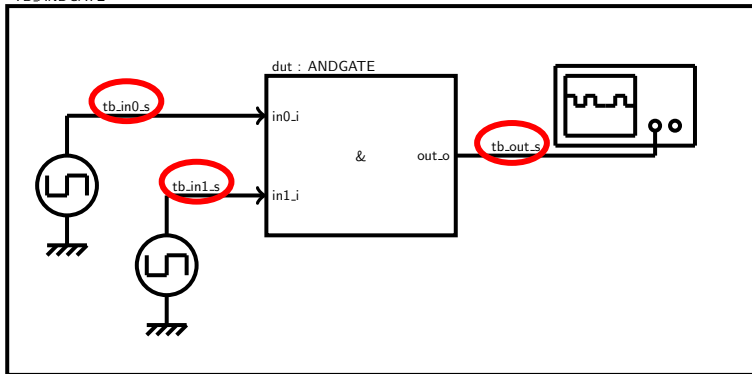 dut : ANDGATE
tb_in0_s
in0_i
& out_o tb_out_s
tb_in1_s
in1_i